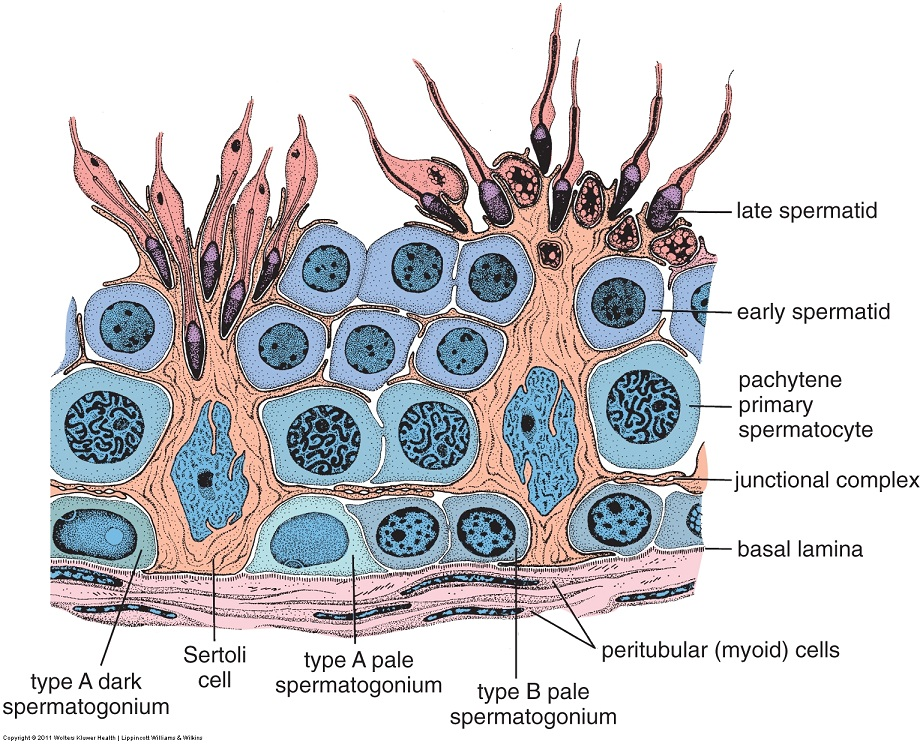 late spermatid
early spermatid
pachytene
primary
spermatocyte
junctional complex
basal lamina
peritubular (myoid) cells
type A dark
spermatogonium
Sertoli
cell
type A pale
spermatogonium
type B pale
spermatogonium
Copyright © 2011 Wolters Kluwer Health | Lippincott Williams & Wilkins